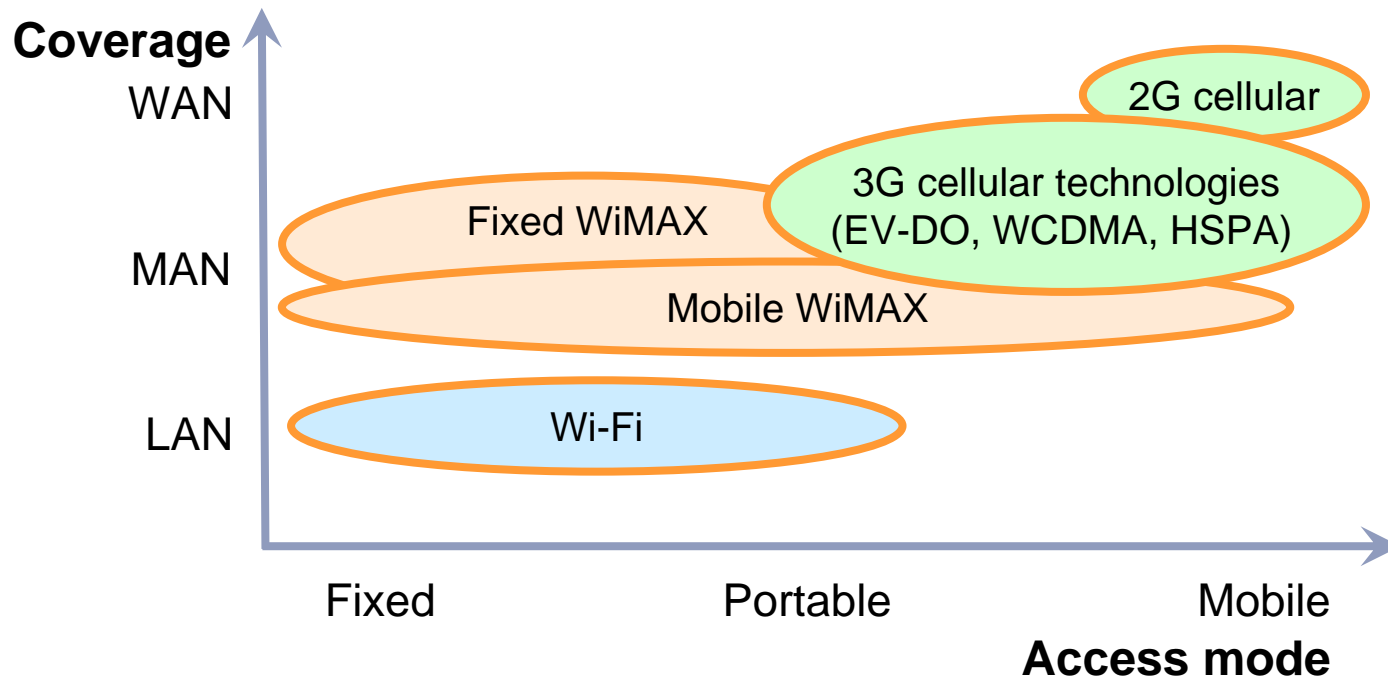 Coverage
WAN
2G cellular
3G cellular technologies
(EV-DO, WCDMA, HSPA)
Fixed WiMAX
MAN
Mobile WiMAX
LAN
Wi-Fi
Fixed
Portable
Mobile
Access mode